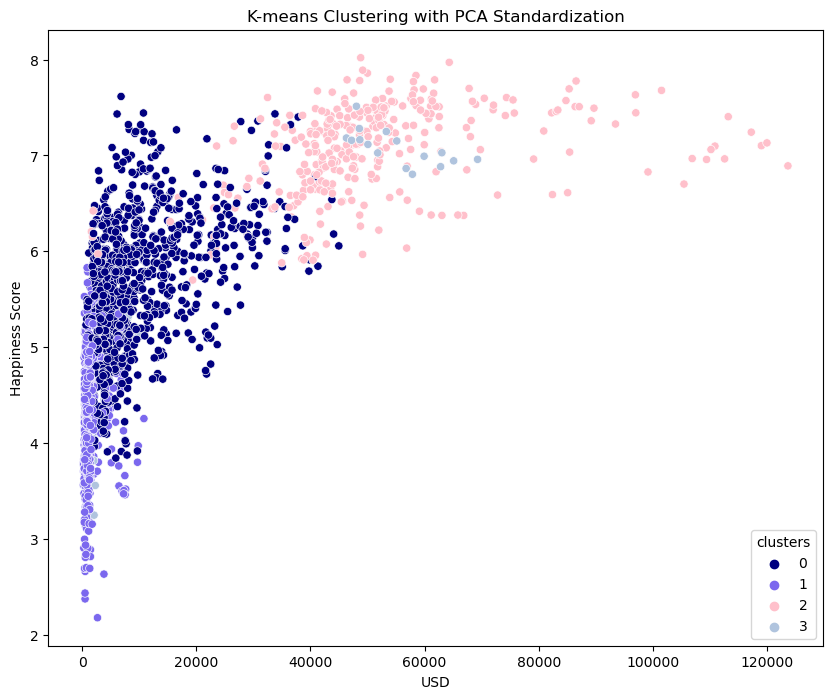 K-means Clustering with PCA Standardization
Happiness Score
8
7
6
5
4
3
2
clusters
0
1
2
3
0 20000 40000 60000 80000 100000 120000
USD